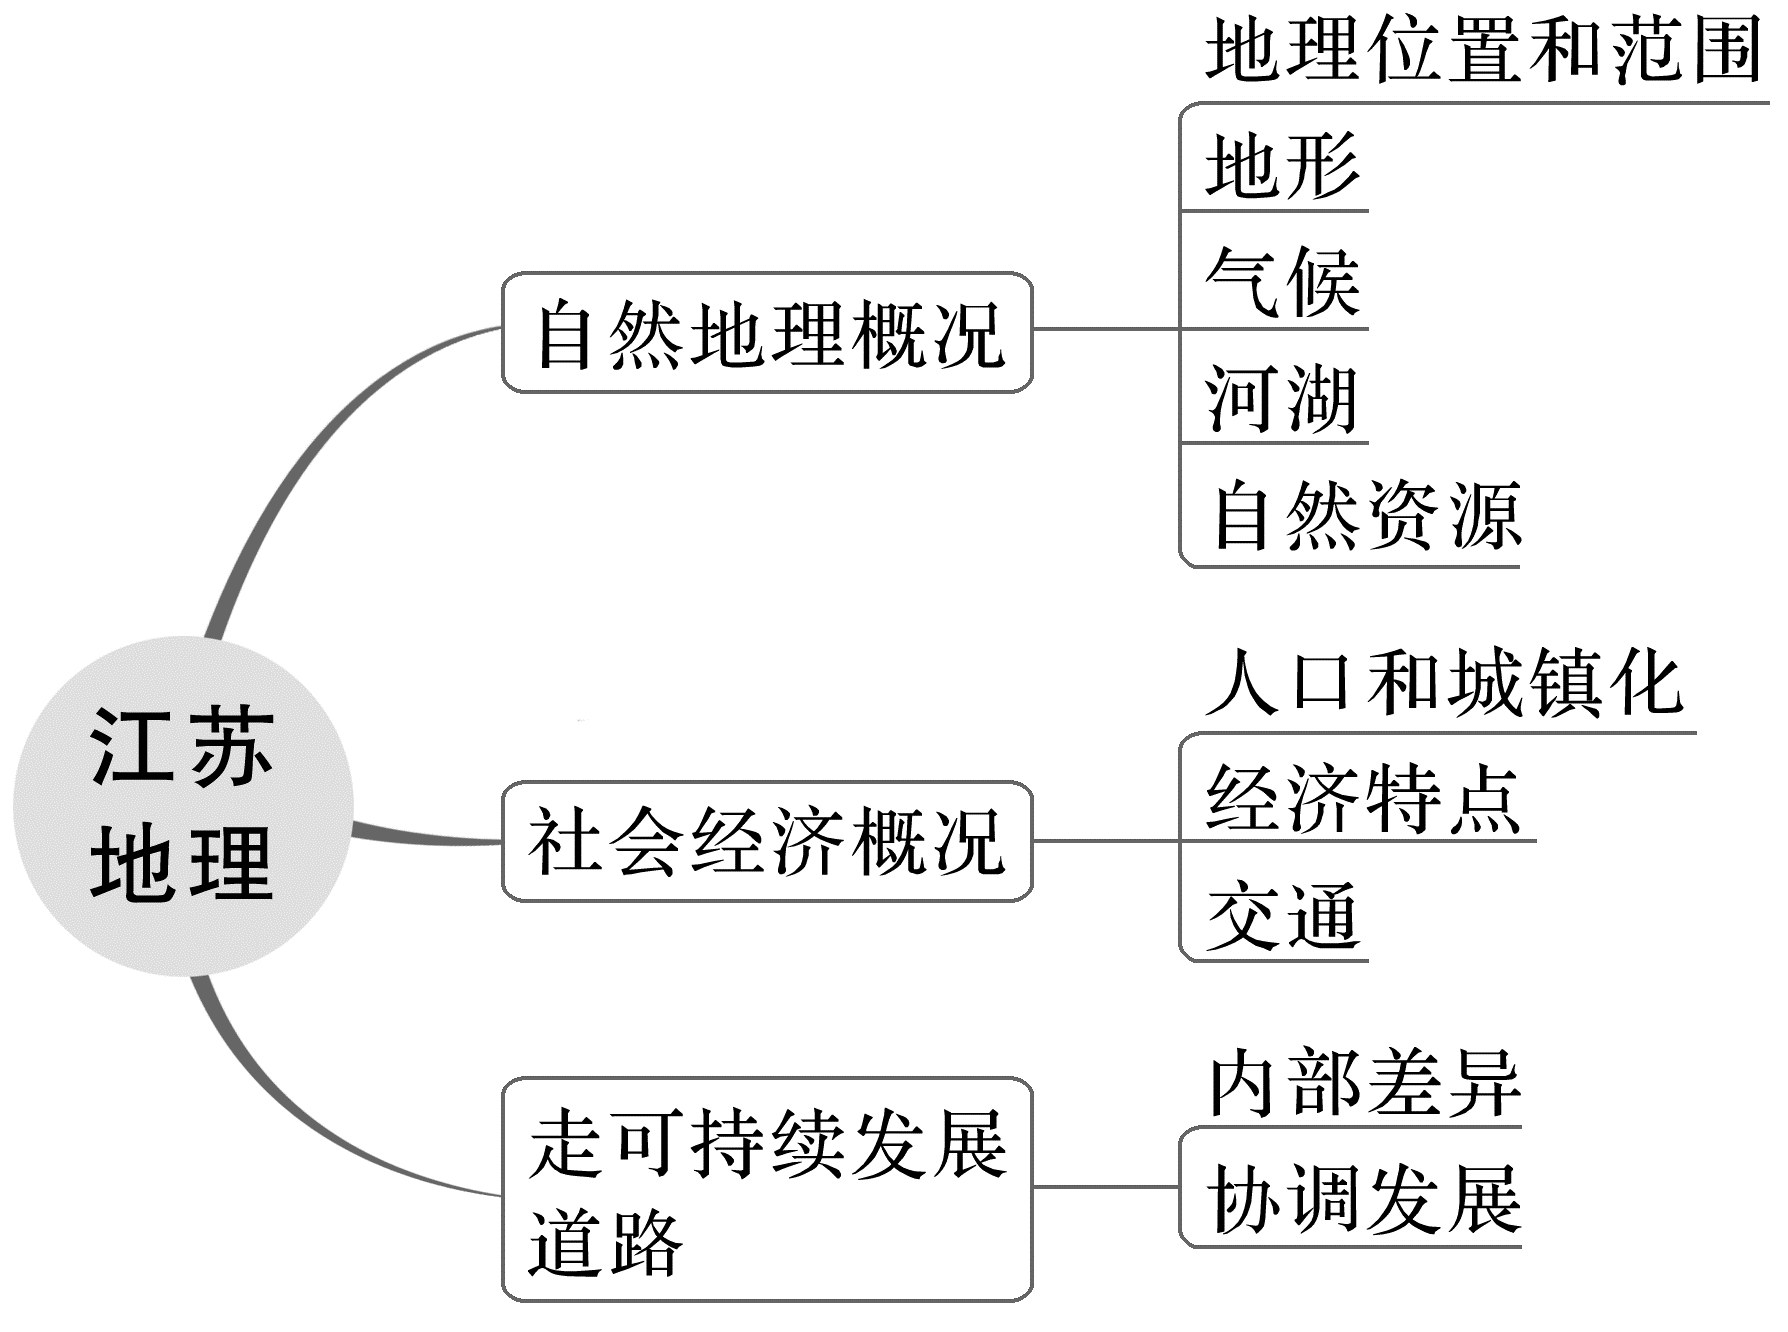 江苏
地理
自然地理概况
地理位置和范围
地形
气候
河湖
自然资源
社会经济概况
人口和城镇化
经济特点
交通
走可持续发展
道路
内部差异
协调发展